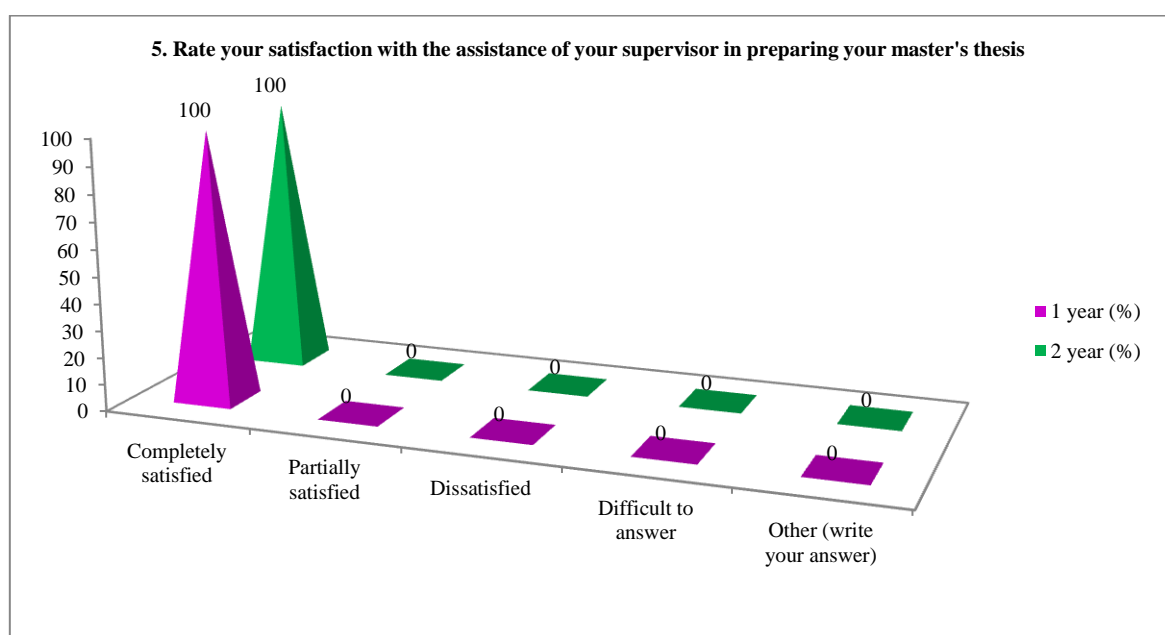 5. Rate your satisfaction with the assistance of your supervisor in preparing your master's thesis
100
100
100
90
80
70
60
50
40
30
20
10
0
0
0
0
0
0
0
0
0
Completely
satisfied
Partially
satisfied
Dissatisfied
Difficult to
answer
Other (write
your answer)
1 year (%)
2 year (%)